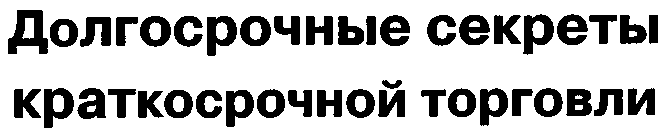 Долгосрочные секреты
краткосрочной торговли